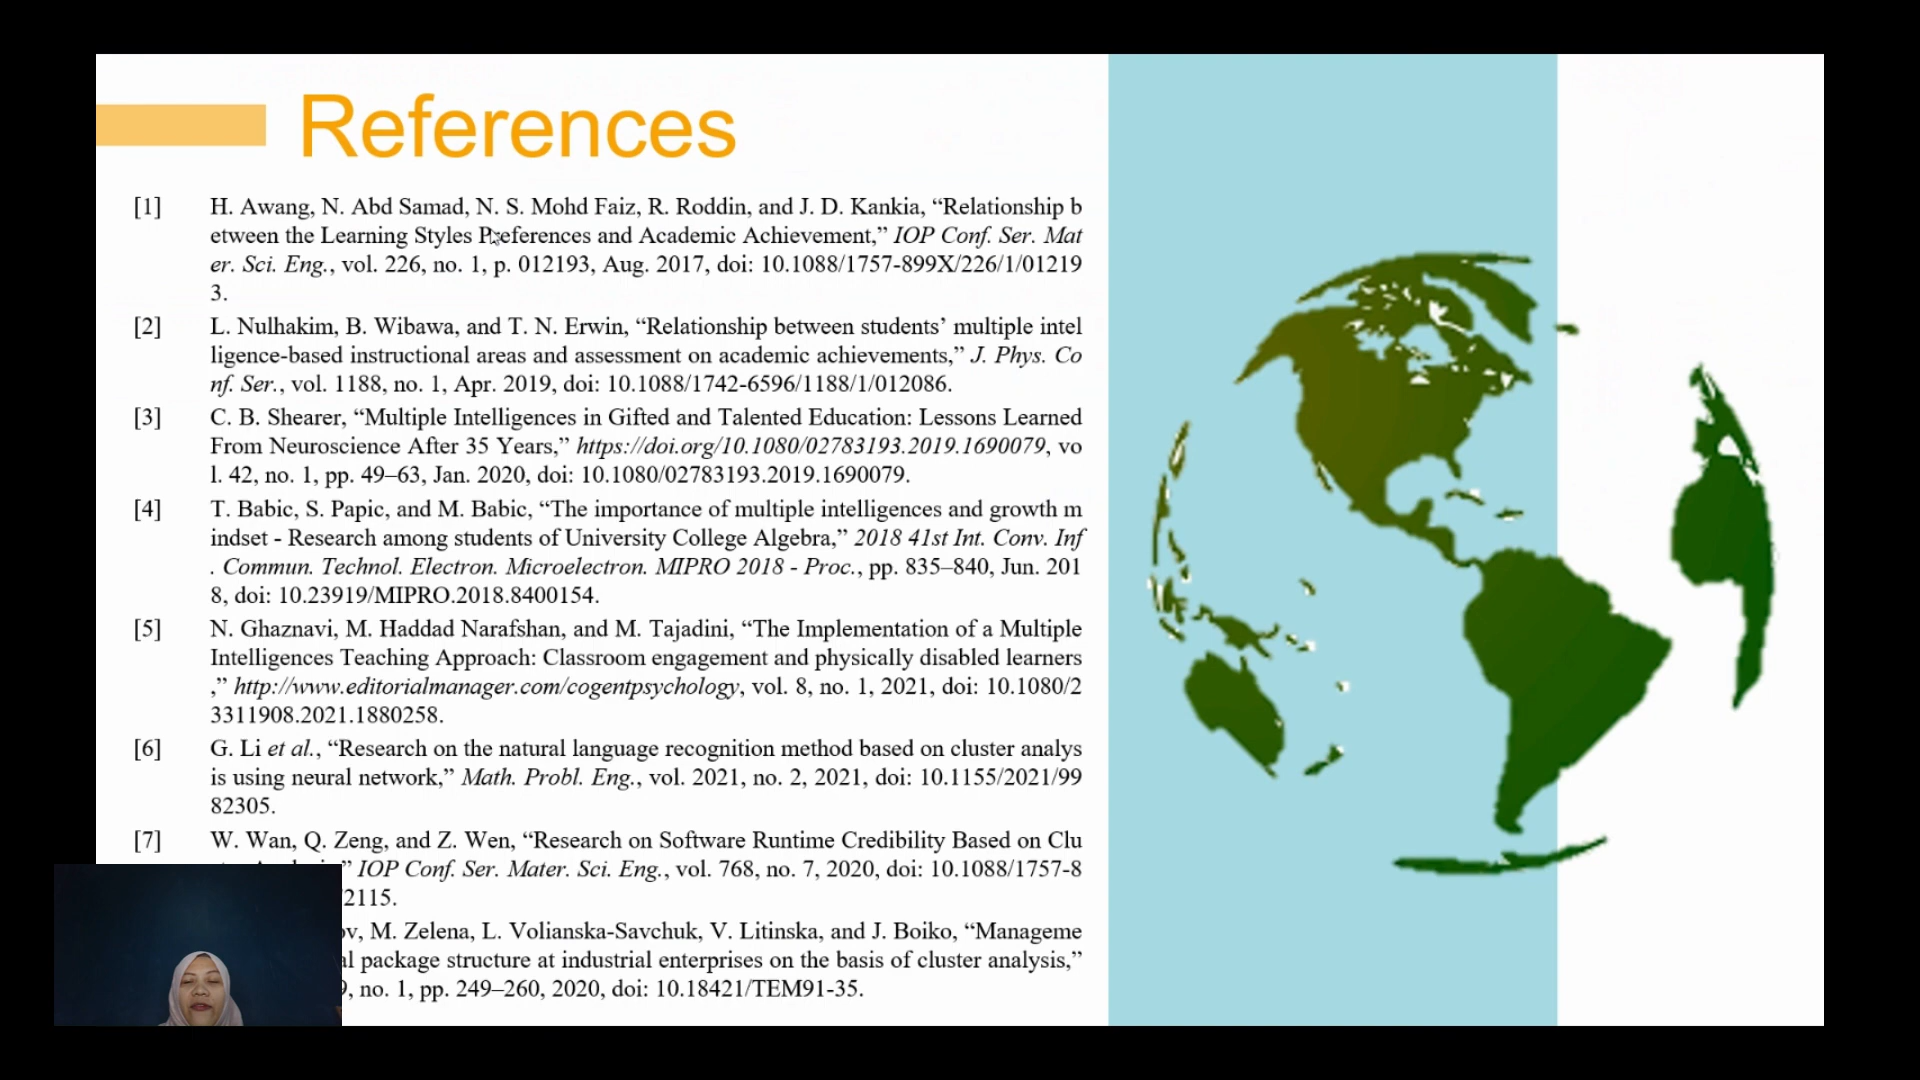 References
[1] H. Awang, N. Abd Samad, N. S. Mohd Faiz, R. Roddin, and J. D. Kankia, “Relationship b
etween the Learning Styles Preferences and Academic Achievement,” IOP Conf. Ser. Mat
er. Sci. Eng., vol. 226, no. 1, p. 012193, Aug. 2017, doi: 10.1088/1757-899X/226/1/01219
3.
[2] L. Nulhakim, B. Wibawa, and T. N. Erwin, “Relationship between students’ multiple intel
ligence-based instructional areas and assessment on academic achievements,” J. Phys. Co
nf. Ser., vol. 1188, no. 1, Apr. 2019, doi: 10.1088/1742-6596/1188/1/012086.
[3] C. B. Shearer, “Multiple Intelligences in Gifted and Talented Education: Lessons Learned
From Neuroscience After 35 Years,” https://doi.org/10.1080/02783193.2019.1690079, vo
l. 42, no. 1, pp. 49–63, Jan. 2020, doi: 10.1080/02783193.2019.1690079.
[4] T. Babic, S. Papic, and M. Babic, “The importance of multiple intelligences and growth m
indset - Research among students of University College Algebra,” 2018 41st Int. Conv. Inf
. Commun. Technol. Electron. Microelectron. MIPRO 2018 - Proc., pp. 835–840, Jun. 201
8, doi: 10.23919/MIPRO.2018.8400154.
[5] N. Ghaznavi, M. Haddad Narafshan, and M. Tajadini, “The Implementation of a Multiple
Intelligences Teaching Approach: Classroom engagement and physically disabled learners
,” http://www.editorialmanager.com/cogentpsychology, vol. 8, no. 1, 2021, doi: 10.1080/2
3311908.2021.1880258.
[6] G. Li et al., “Research on the natural language recognition method based on cluster analys
is using neural network,” Math. Probl. Eng., vol. 2021, no. 2, 2021, doi: 10.1155/2021/99
82305.
[7] W. Wan, Q. Zeng, and Z. Wen, “Research on Software Runtime Credibility Based on Clu
” IOP Conf. Ser. Mater. Sci. Eng., vol. 768, no. 7, 2020, doi: 10.1088/1757-8
2115.
ov, M. Zelena, L. Volianska-Savchuk, V. Litinska, and J. Boiko, “Manageme
al package structure at industrial enterprises on the basis of cluster analysis,”
, no. 1, pp. 249–260, 2020, doi: 10.18421/TEM91-35.